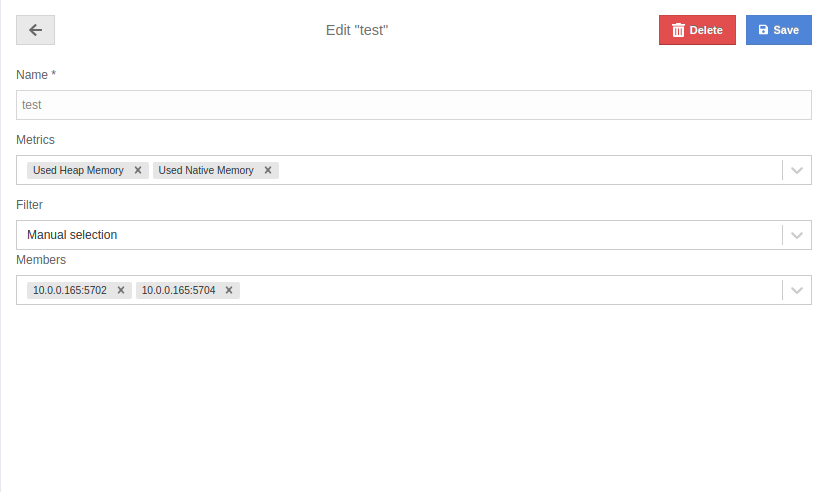 Edit "test"
Delete
Save
Name *
test
Metrics
Used Heap Memory × Used Native Memory ×
Filter
Manual selection
Members
10.0.0.165:5702 × 10.0.0.165:5704 ×